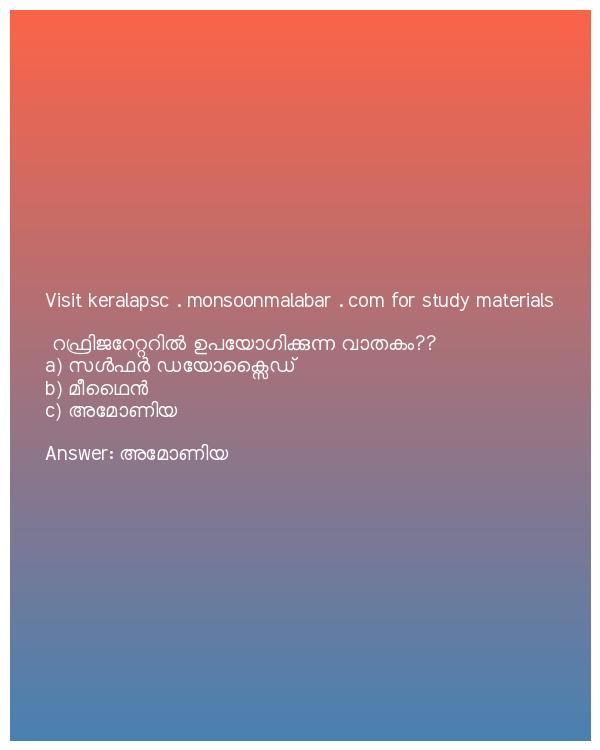 Visit keralapsc . monsoonmalabar . com for study materials
റഫ്രിജറേറ്ററിൽ ഉപയോഗിക്കുന്ന വാതകം??
a) സൾഫർ ഡയോക്സൈഡ്
b) മീഥൈൻ
c) അമോണിയ
Answer: അമോണിയ